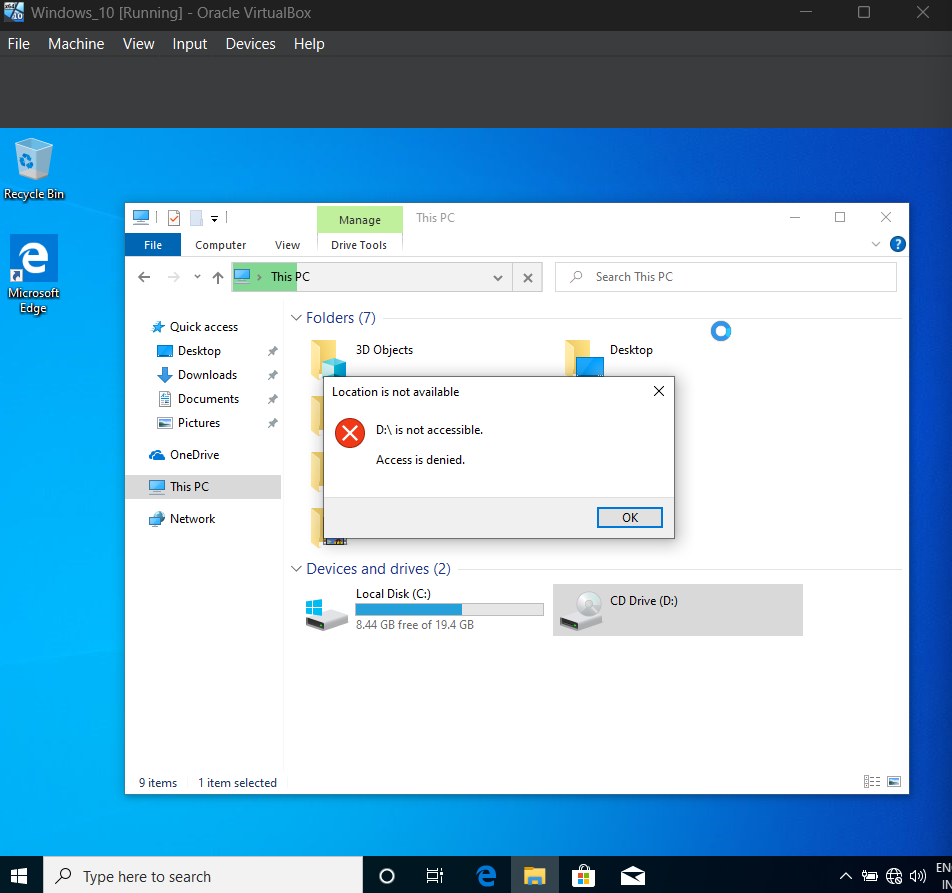 Windows_10 [Running] - Oracle VirtualBox
File Machine View Input Devices Help
Recycle Bin
Microsoft
Edge
Manage This PC
File Computer View Drive Tools
This PC
Search This PC
Quick access
Desktop
Downloads
Documents
Pictures
OneDrive
This PC
Network
Folders (7)
3D Objects
Desktop
Location is not available
D:\ is not accessible.
Access is denied.
OK
Devices and drives (2)
Local Disk (C:)
8.44 GB free of 19.4 GB
CD Drive (D:)
9 items 1 item selected
Type here to search